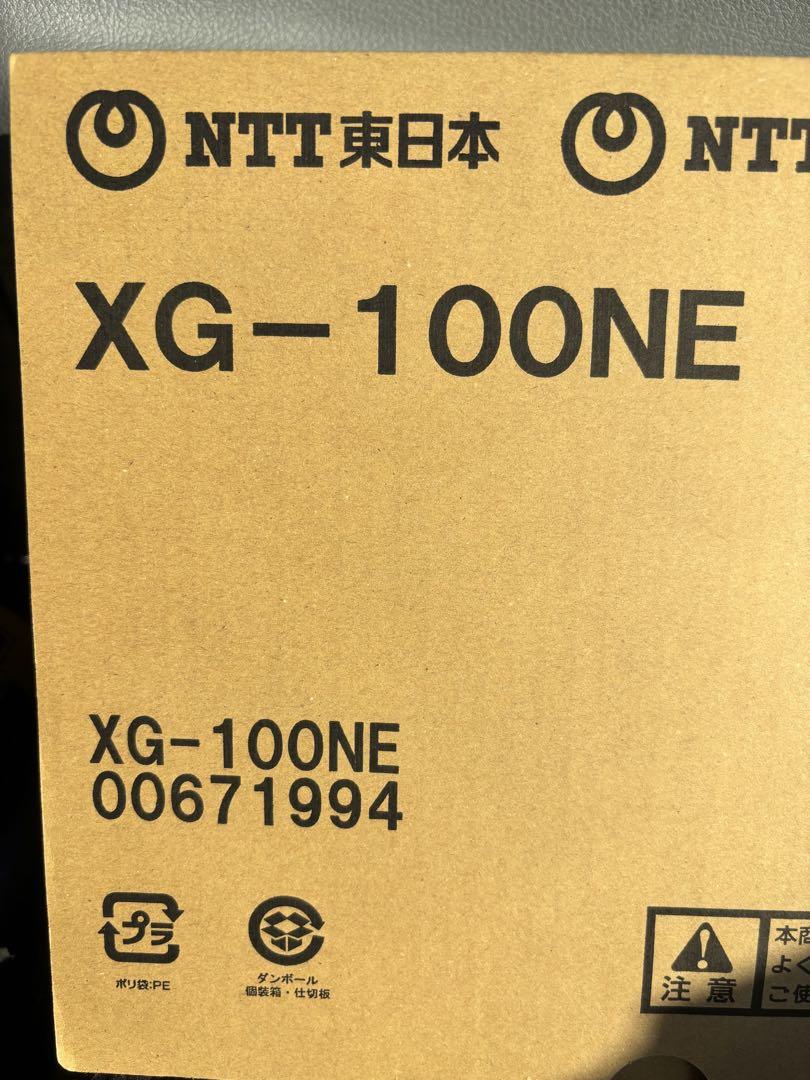 NTT東日本 NTT
XG-100NE
XG-100NE
00671994
プラ
ポリ袋:PE
ダンボール
個装箱・仕切板
注意
本商
よく
ご使